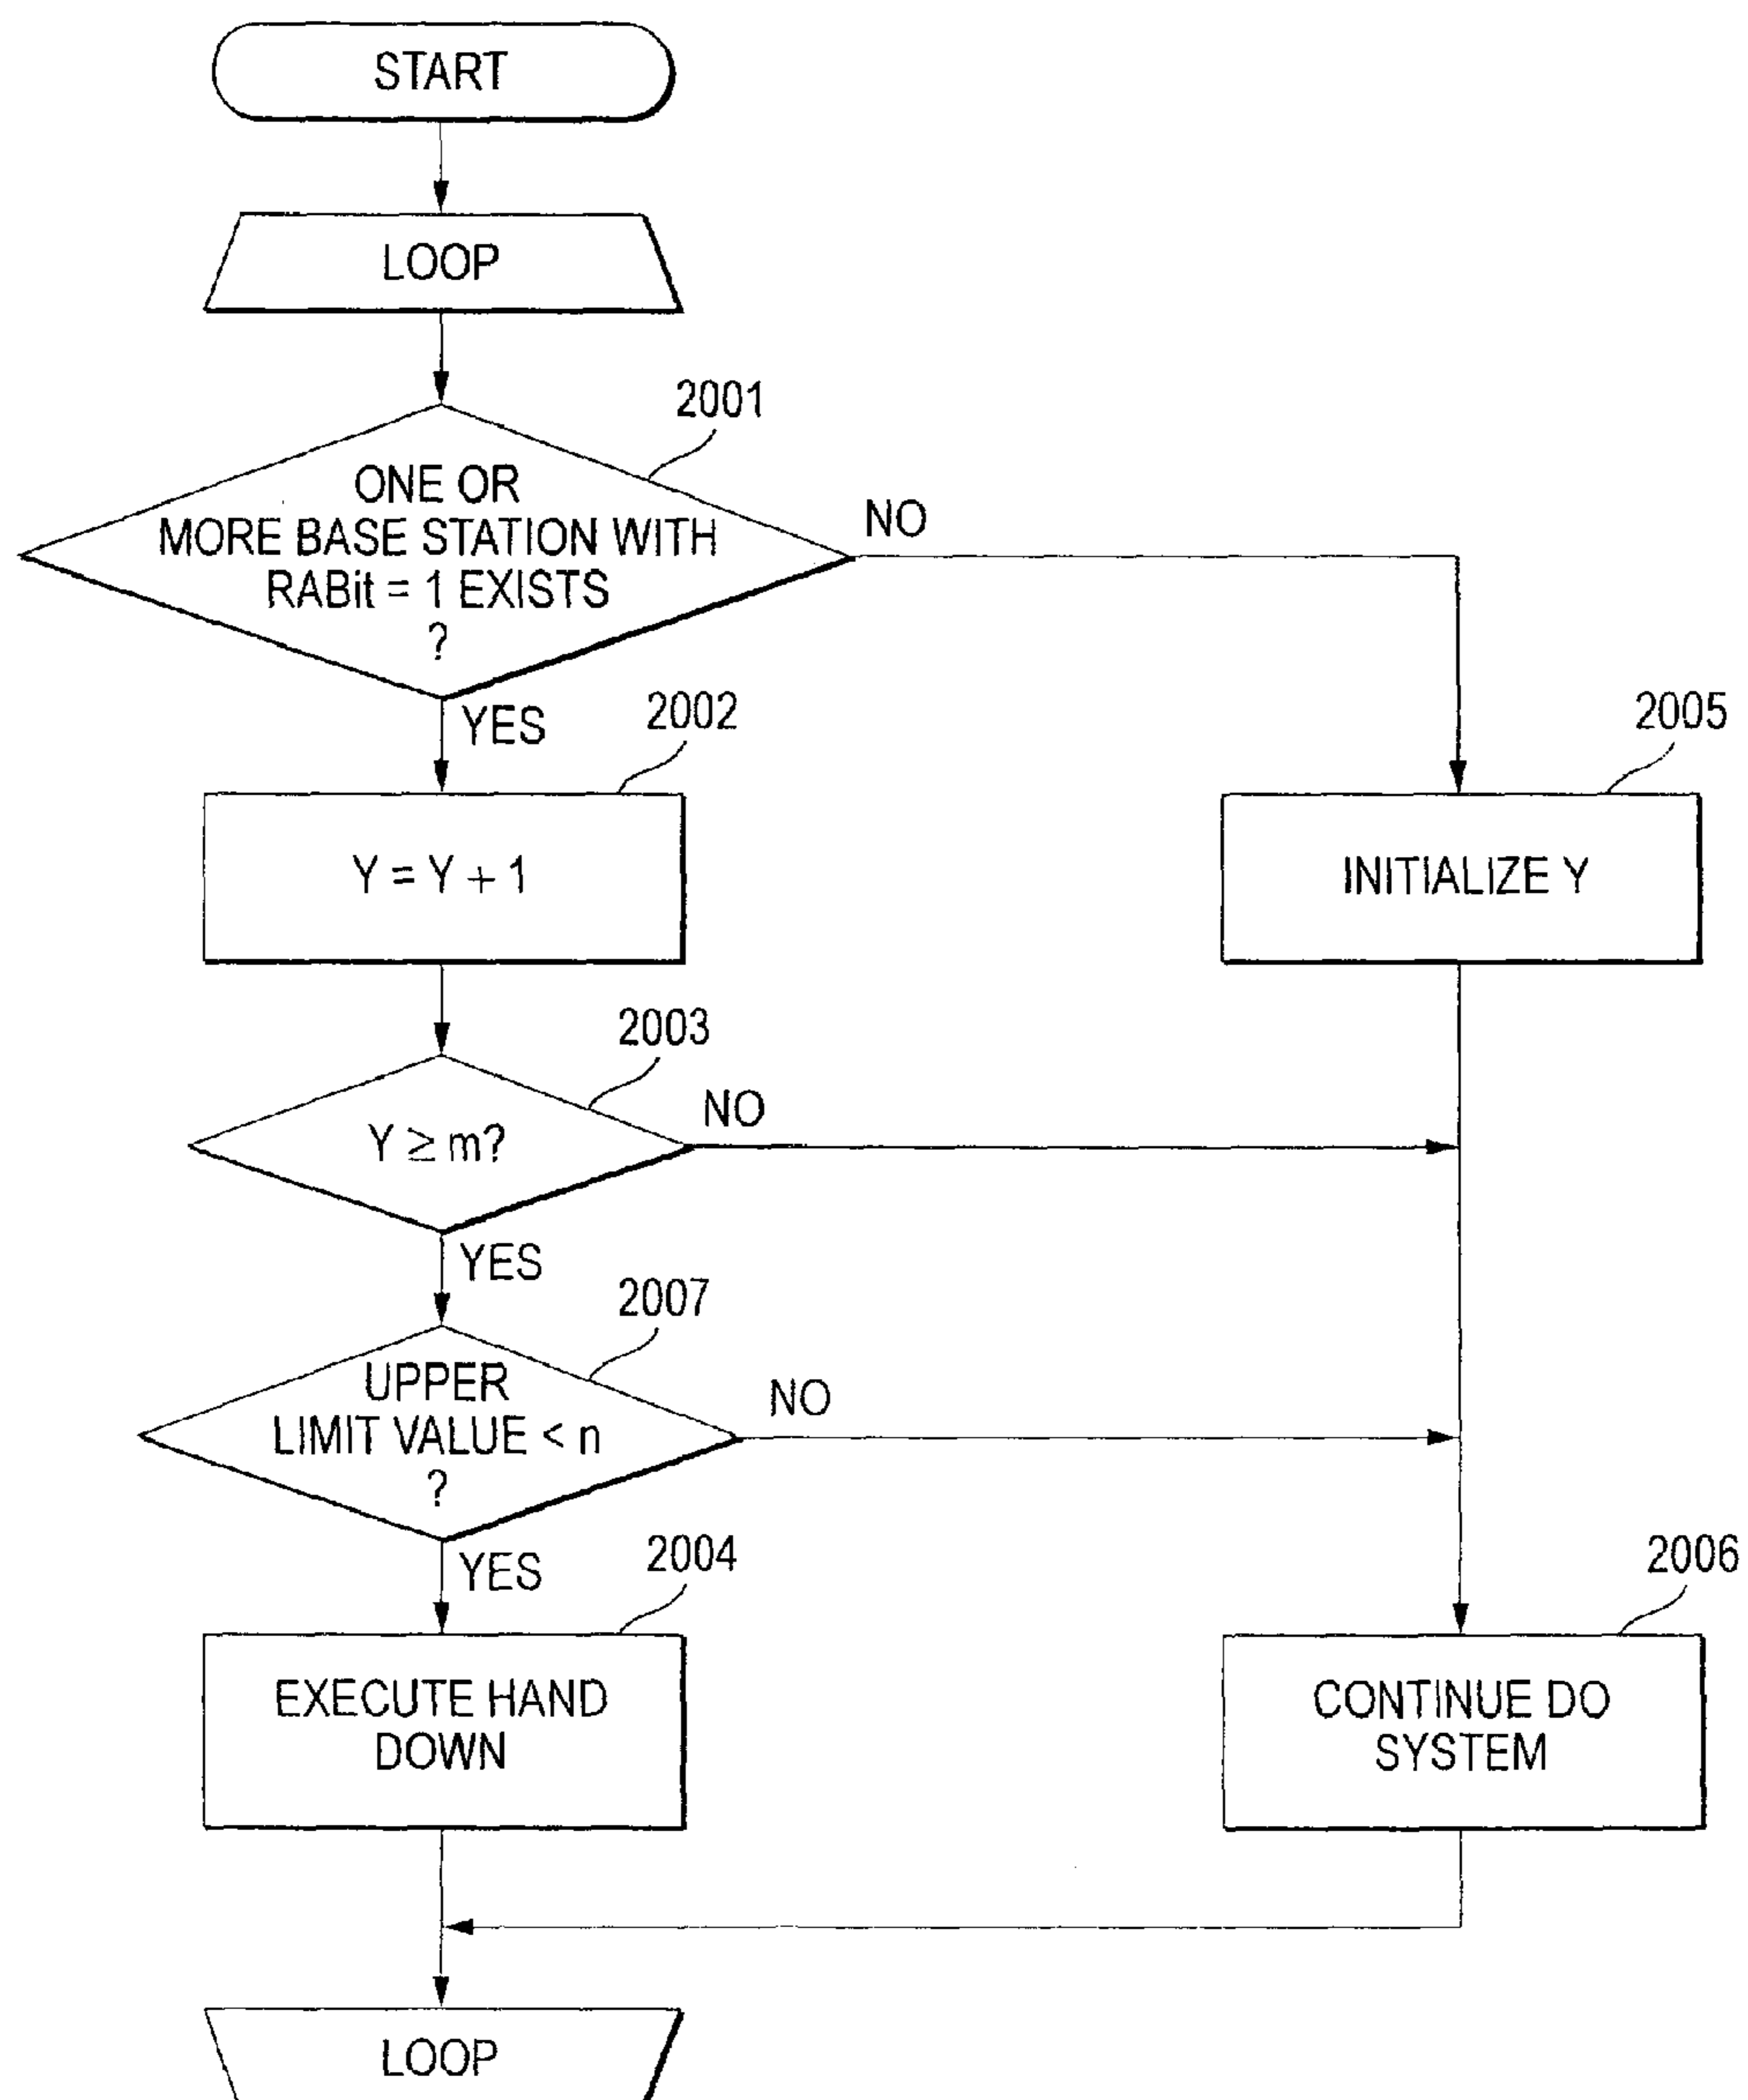 START
LOOP
2001
ONE OR
MORE BASE STATION WITH
RABit = 1 EXISTS
?
NO
YES
2002
Y = Y + 1
2005
INITIALIZE Y
2003
Y ≥ m?
NO
YES
2007
UPPER
LIMIT VALUE < n
?
NO
YES
2004
EXECUTE HAND
DOWN
2006
CONTINUE DO
SYSTEM
LOOP